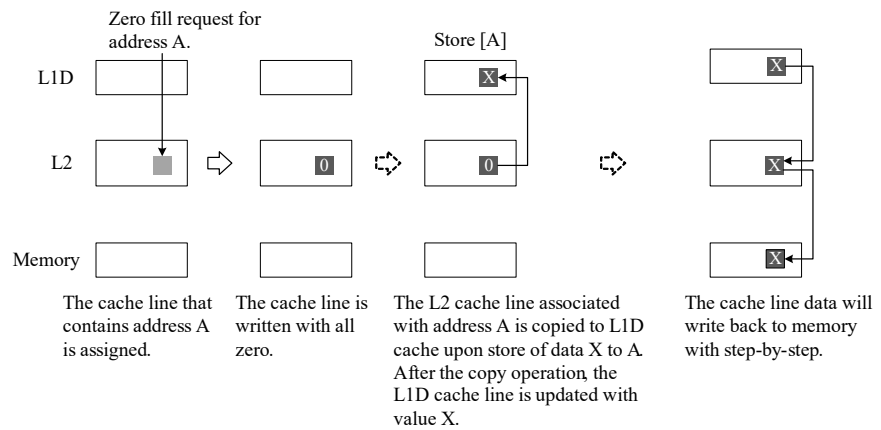 Zero fill request for
address A.
Store [A]
L1D
X
X
L2
0
0
X
Memory
X
The cache line that
contains address A
is assigned.
The cache line is
written with all
zero.
The L2 cache line associated
with address A is copied to L1D
cache upon store of data X to A.
After the copy operation, the
L1D cache line is updated with
value X.
The cache line data will
write back to memory
with step-by-step.